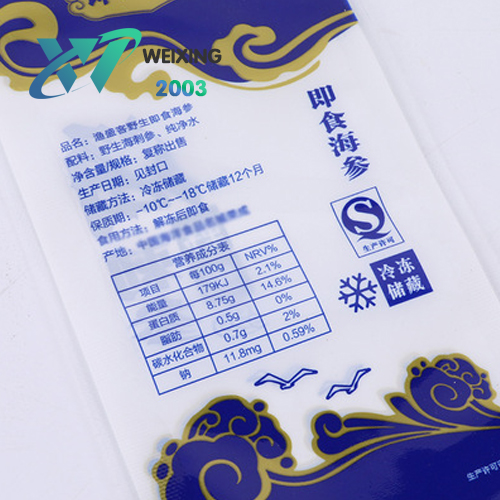 WEIXING
2003
品名：渔盈客野生即食海参
配料：野生海刺参、纯净水
净含量/规格：复称出售
生产日期：见封口
储藏方法：冷冻储藏
保质期：-10℃--18℃储藏12个月
食用方法：解冻后即食
产地：
营养成分表
项目 每100g NRV%
能量 179KJ 2.1%
蛋白质 8.75g 14.6%
脂肪 0.5g 0%
碳水化合物 0.7g 2%
钠 11.8mg 0.59%
即食海参
生产许可
冷冻
储藏
生产许可